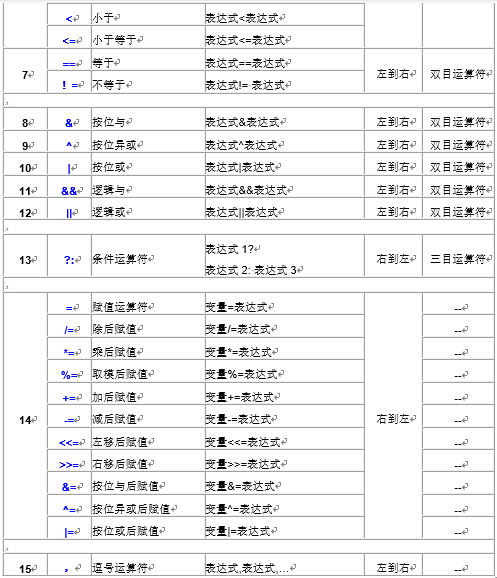 < 小于 表达式<表达式
<= 小于等于 表达式<=表达式
7 == 等于 表达式==表达式 左到右 双目运算符
! = 不等于 表达式!= 表达式
8 & 按位与 表达式&表达式 左到右 双目运算符
9 ^ 按位异或 表达式^表达式 左到右 双目运算符
10 | 按位或 表达式|表达式 左到右 双目运算符
11 && 逻辑与 表达式&&表达式 左到右 双目运算符
12 || 逻辑或 表达式||表达式 左到右 双目运算符
13 ?: 条件运算符 表达式 1? 右到左 三目运算符
表达式 2: 表达式 3
14 = 赋值运算符 变量=表达式 右到左 --
/= 除后赋值 变量/=表达式 --
*= 乘后赋值 变量*=表达式 --
%= 取模后赋值 变量%=表达式 --
+= 加后赋值 变量+=表达式 --
-= 减后赋值 变量-=表达式 --
<<= 左移后赋值 变量<<=表达式 --
>>= 右移后赋值 变量>>=表达式 --
&= 按位与后赋值 变量&=表达式 --
^= 按位异或后赋值 变量^=表达式 --
|= 按位或后赋值 变量|=表达式 --
15 , 逗号运算符 表达式,表达式,… 左到右 --